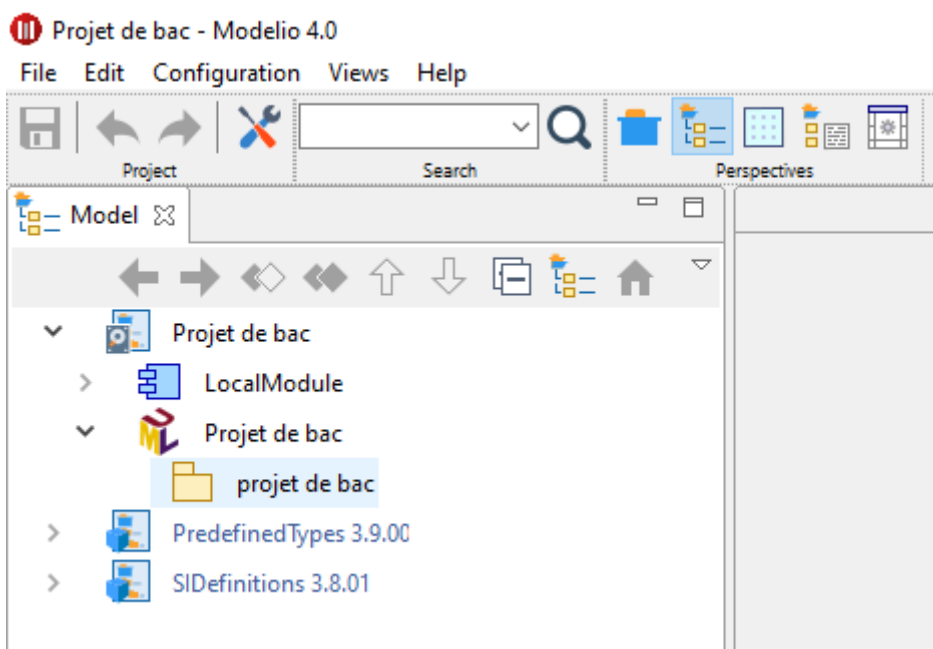 Projet de bac - Modelio 4.0
File Edit Configuration Views Help
Project Search Perspectives
Model
Projet de bac
LocalModule
Projet de bac
projet de bac
PredefinedTypes 3.9.00
SIDefinitions 3.8.01